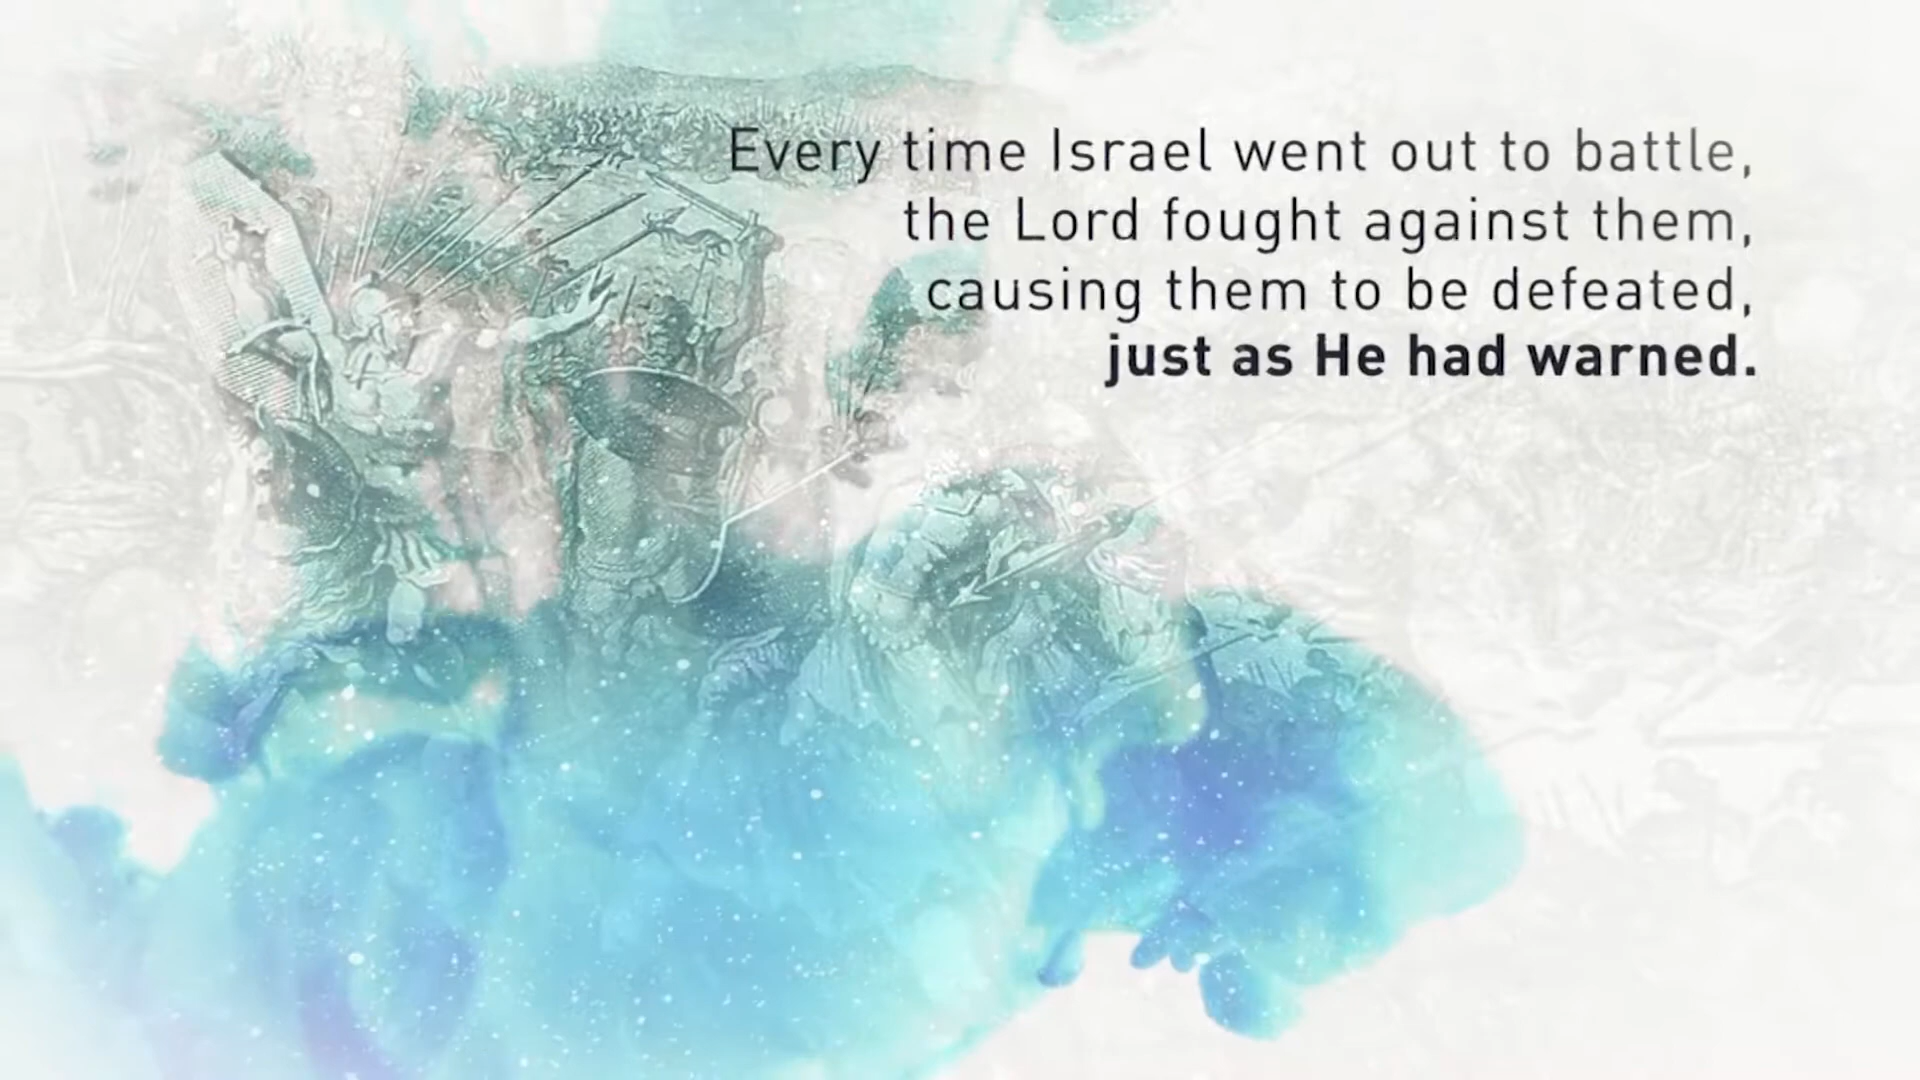 Every time Israel went out to battle,
the Lord fought against them,
causing them to be defeated,
just as He had warned.